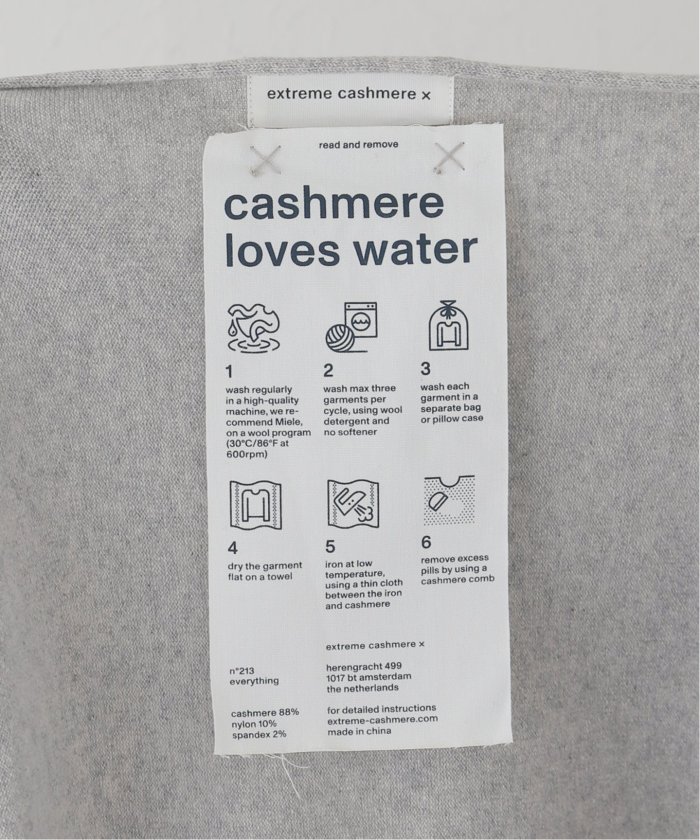 extreme cashmere x
read and remove
cashmere
loves water
1
wash regularly
in a high-quality
machine, we re-
commend Miele,
on a wool program
(30°C/86°F at
600rpm)
2
wash max three
garments per
cycle, using wool
detergent and
no softener
3
wash each
garment in a
separate bag
or pillow case
4
dry the garment
flat on a towel
5
iron at low
temperature,
using a thin cloth
between the iron
and cashmere
6
remove excess
pills by using a
cashmere comb
n°213
everything
cashmere 88%
nylon 10%
spandex 2%
extreme cashmere x
herengracht 499
1017 bt amsterdam
the netherlands
for detailed instructions
extreme-cashmere.com
made in china